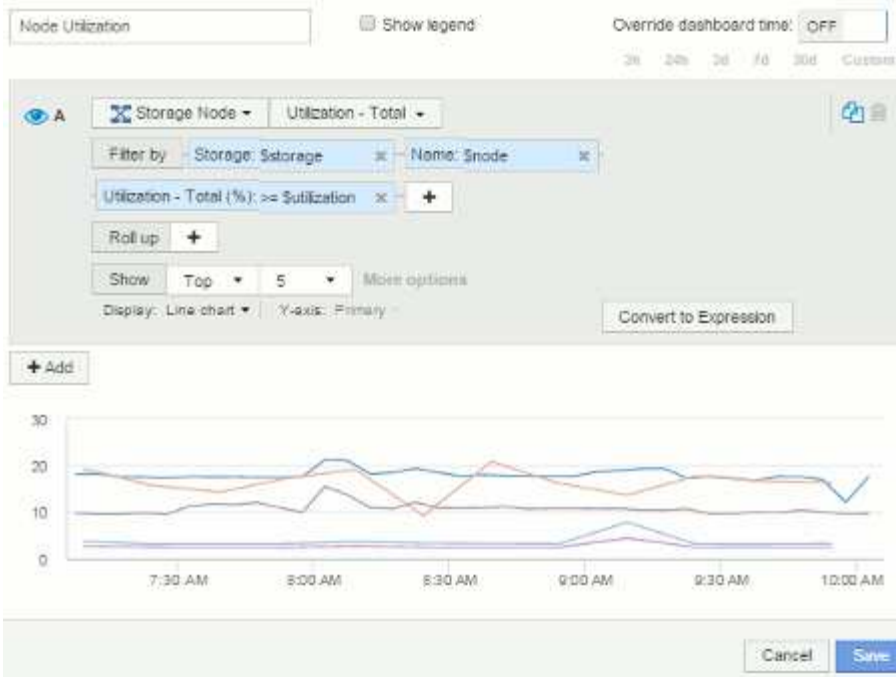 Node Utilization Show legend Override dashboard time: OFF
3h 24h 3d 7d 30d Custom
A Storage Node Utilization - Total
Filter by Storage: $storage Name: $node
Utilization - Total (%): >= $utilization +
Roll up +
Show Top 5 More options
Display: Line chart Y-axis: Primary
Convert to Expression
+ Add
30
20
10
0
7:30 AM 8:00 AM 8:30 AM 9:00 AM 9:30 AM 10:00 AM
Cancel Save